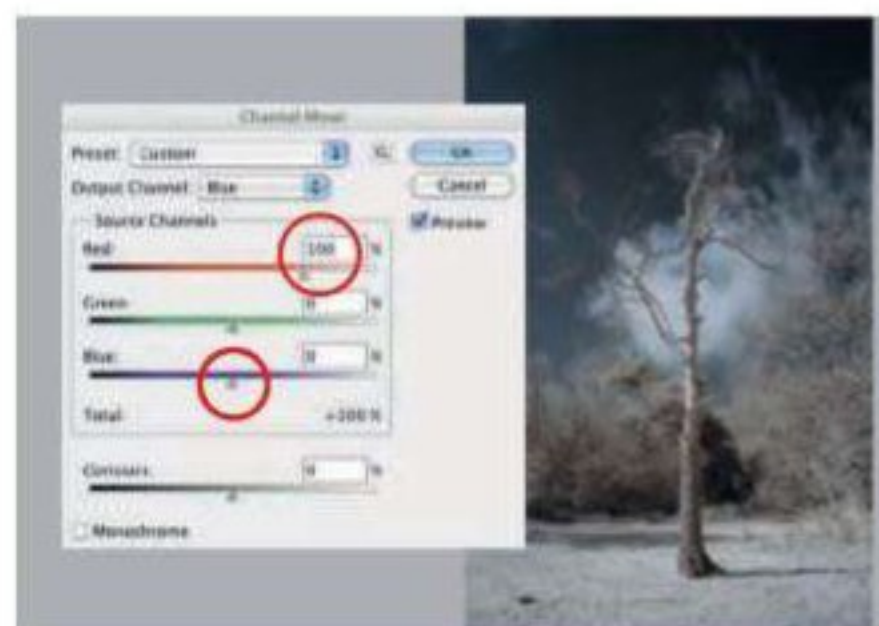 Channel Mixer
Preset: Custom
OK
Output Channel: Blue
Cancel
Source Channels
Preview
Red: 100 %
Green: 0 %
Blue: 0 %
Total: +100 %
Constant: 0 %
Monochrome